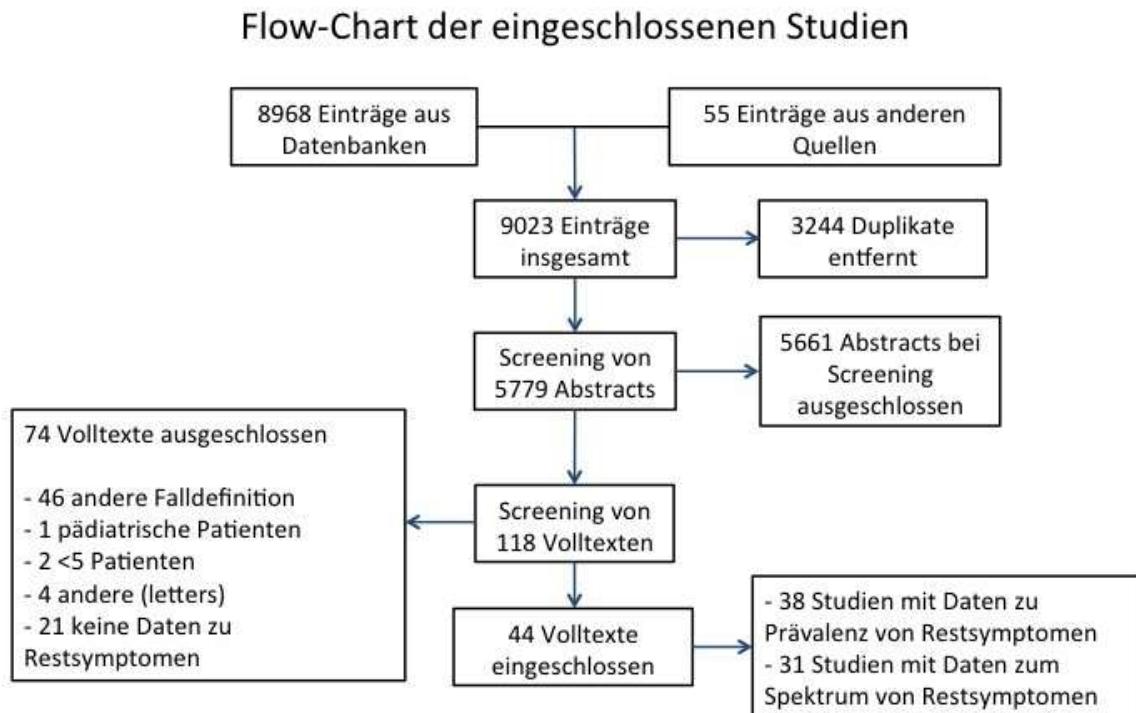 Flow-Chart der eingeschlossenen Studien
8968 Einträge aus
Datenbanken
55 Einträge aus anderen
Quellen
9023 Einträge
insgesamt
3244 Duplikate
entfernt
Screening von
5779 Abstracts
5661 Abstracts bei
Screening
ausgeschlossen
74 Volltexte ausgeschlossen
- 46 andere Falldefinition
- 1 pädiatrische Patienten
- 2 <5 Patienten
- 4 andere (letters)
- 21 keine Daten zu
Restsymptomen
Screening von
118 Volltexten
44 Volltexte
eingeschlossen
- 38 Studien mit Daten zu
Prävalenz von Restsymptomen
- 31 Studien mit Daten zum
Spektrum von Restsymptomen